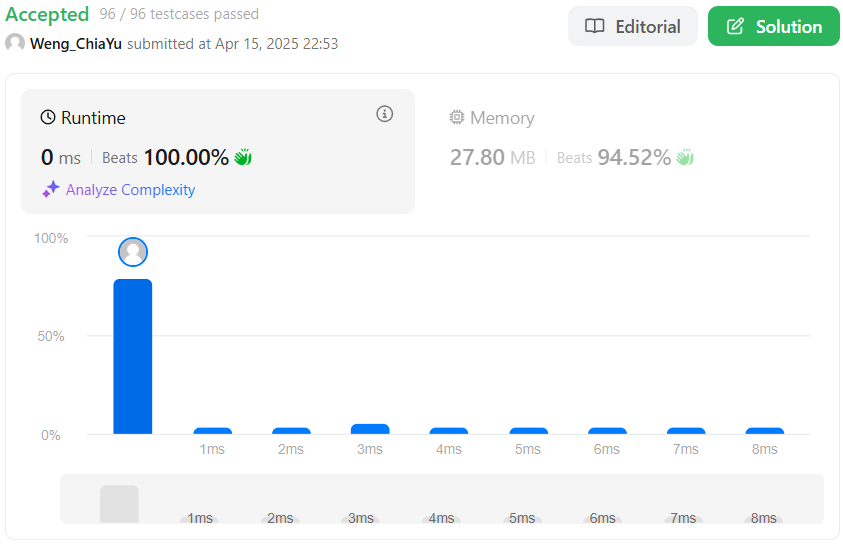 Accepted 96 / 96 testcases passed
Editorial
Solution
Weng_ChiaYu submitted at Apr 15, 2025 22:53
Runtime
0 ms Beats 100.00%
Analyze Complexity
Memory
27.80 MB Beats 94.52%
100%
50%
0%
1ms 2ms 3ms 4ms 5ms 6ms 7ms 8ms
1ms 2ms 3ms 4ms 5ms 6ms 7ms 8ms